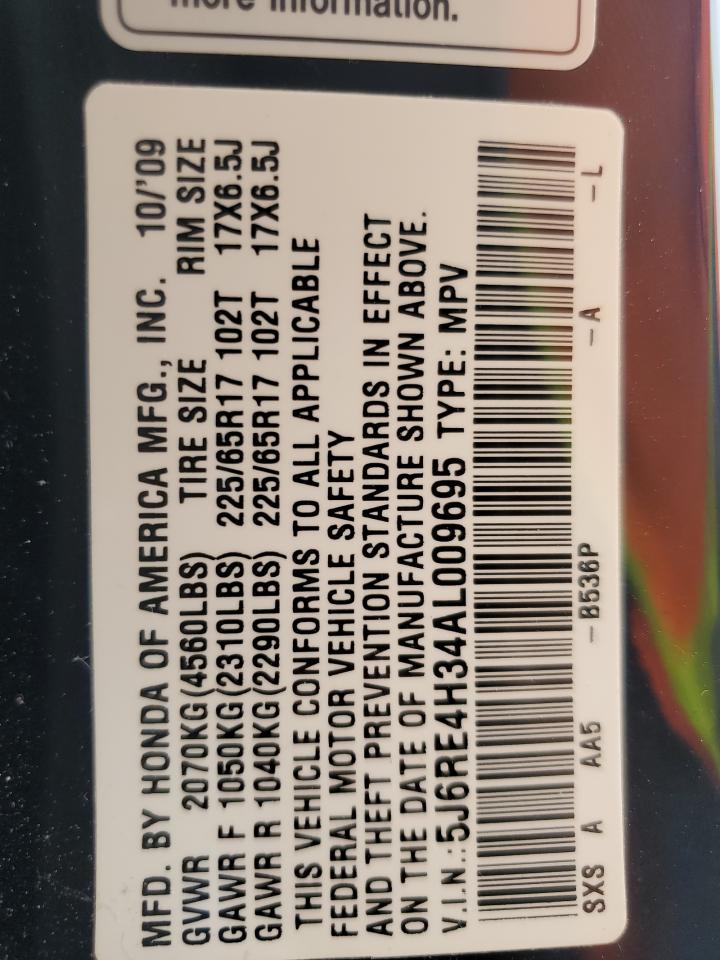 more information.
MFD. BY HONDA OF AMERICA MFG., INC. 10/'09
GVWR 2070KG(4560LBS) TIRE SIZE RIM SIZE
GAWR F 1050KG(2310LBS) 225/65R17 102T 17X6.5J
GAWR R 1040KG(2290LBS) 225/65R17 102T 17X6.5J
THIS VEHICLE CONFORMS TO ALL APPLICABLE
FEDERAL MOTOR VEHICLE SAFETY
AND THEFT PREVENTION STANDARDS IN EFFECT
ON THE DATE OF MANUFACTURE SHOWN ABOVE.
V.I.N.:5J6RE4H34AL009695 TYPE: MPV
SXS A AA5 –B536P –A –L